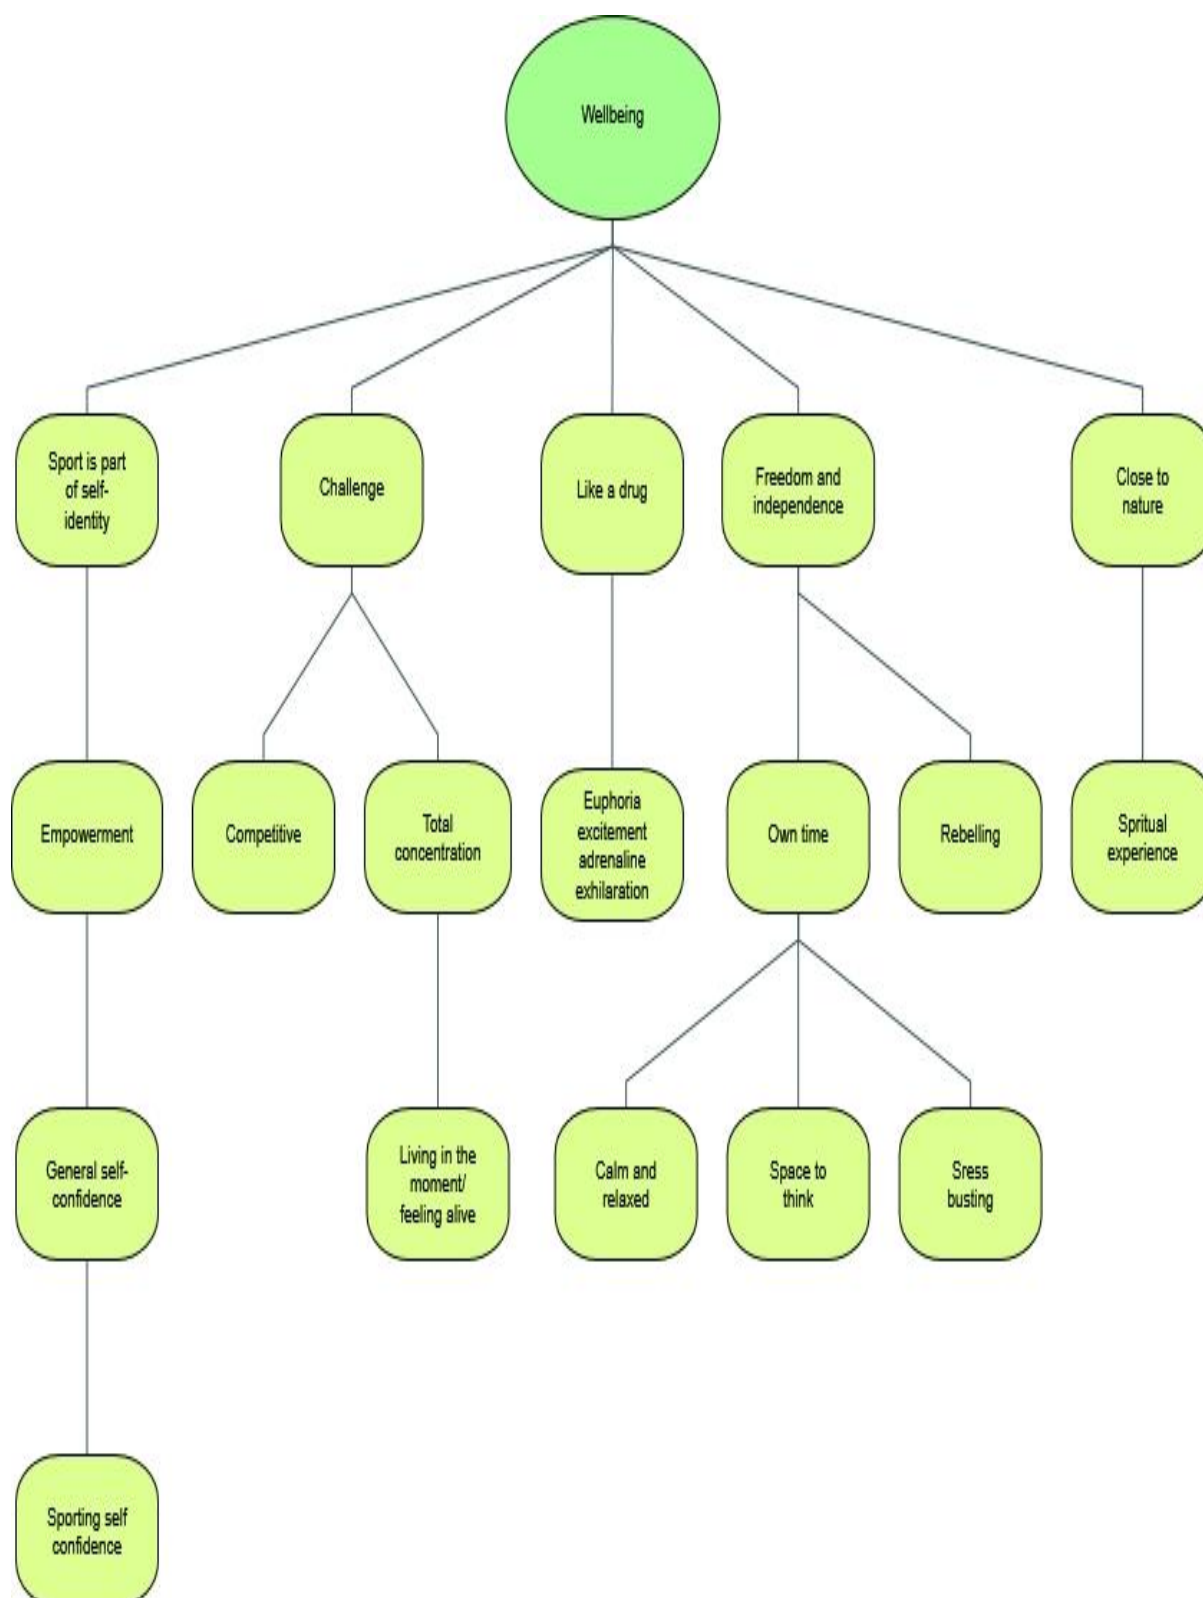 Wellbeing
Sport is part
of self-
identity
Challenge
Like a drug
Freedom and
independence
Close to
nature
Empowerment
Competitive
Total
concentration
Euphoria
excitement
adrenaline
exhilaration
Own time
Rebelling
Spritual
experience
General self-
confidence
Living in the
moment/
feeling alive
Calm and
relaxed
Space to
think
Sress
busting
Sporting self
confidence